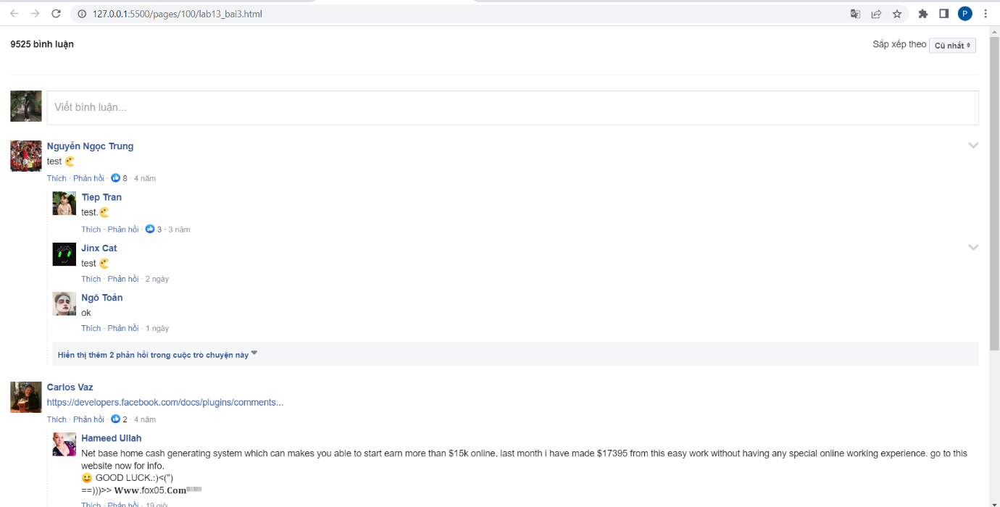 127.0.0.1:5500/pages/100/lab13_bai3.html
P
9525 bình luận
Sắp xếp theo Cũ nhất
Viết bình luận...
Nguyễn Ngọc Trung
test
Thích · Phản hồi · 8 · 4 năm
Tiep Tran
test.
Thích · Phản hồi · 3 · 3 năm
Jinx Cat
test
Thích · Phản hồi · 2 ngày
Ngô Toản
ok
Thích · Phản hồi · 1 ngày
Hiển thị thêm 2 phản hồi trong cuộc trò chuyện này
Carlos Vaz
https://developers.facebook.com/docs/plugins/comments...
Thích · Phản hồi · 2 · 4 năm
Hameed Ullah
Net base home cash generating system which can makes you able to start earn more than $15k online. last month i have made $17395 from this easy work without having any special online working experience. go to this
website now for info.
😀 GOOD LUCK.:)<(")
==)))>> 𝐖𝐰𝐰.fox05.𝐂𝐨𝐦
Thích · Phản hồi · 19 giờ